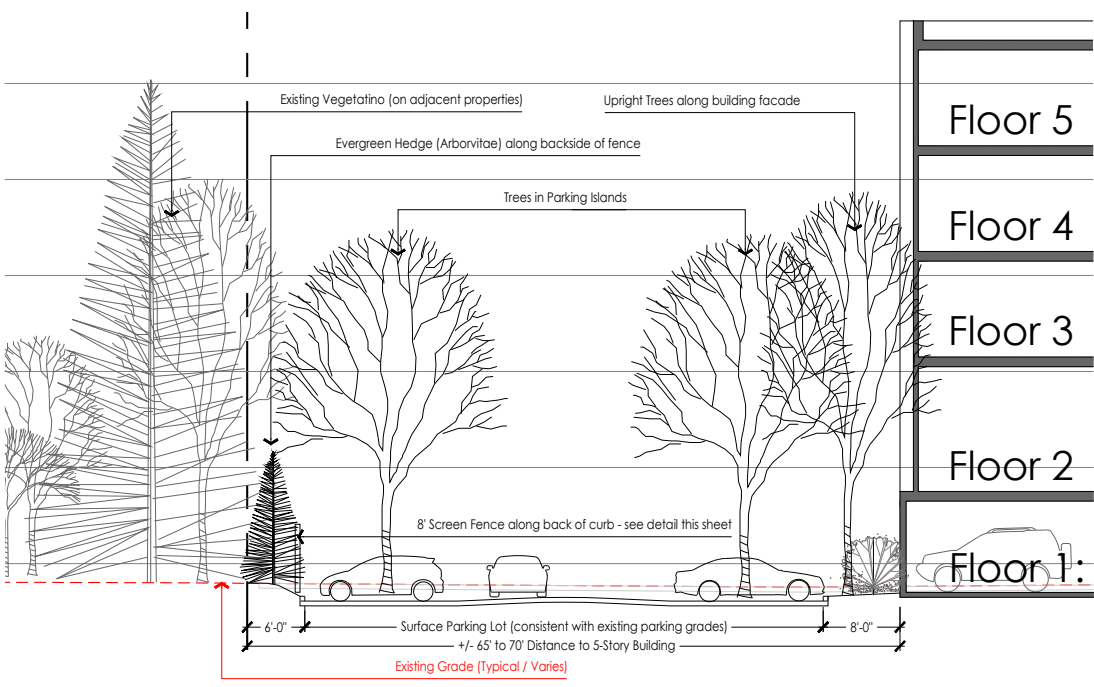 Existing Vegetatino (on adjacent properties)
Upright Trees along building facade
Floor 5
Evergreen Hedge (Arborvitae) along backside of fence
Trees in Parking Islands
Floor 4
Floor 3
Floor 2
8' Screen Fence along back of curb - see detail this sheet
Floor 1:
6'-0"
Surface Parking Lot (consistent with existing parking grades)
8'-0"
+/- 65' to 70' Distance to 5-Story Building
Existing Grade (Typical / Varies)